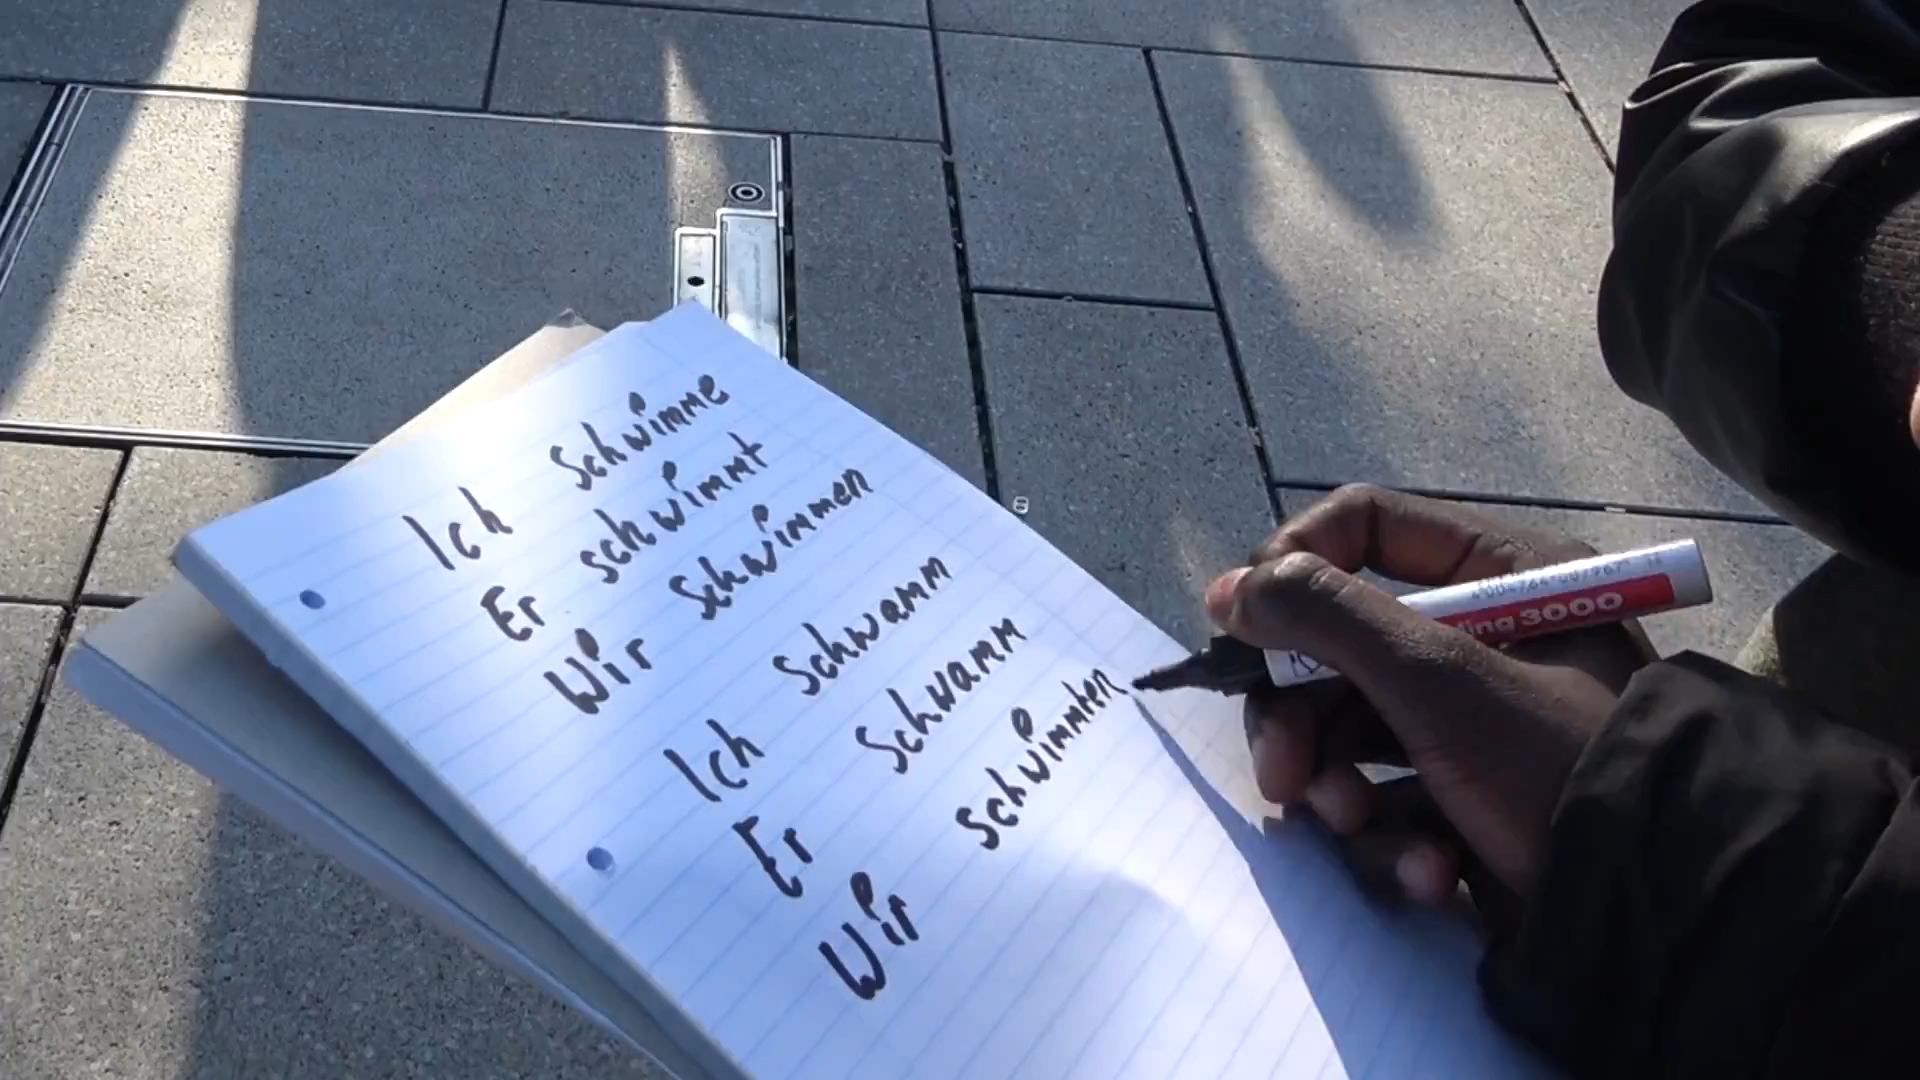 Ich schwimme
Er schwimmt
Wir schwimmen
Ich schwamm
Er schwamm
Wir schwimmten
3000